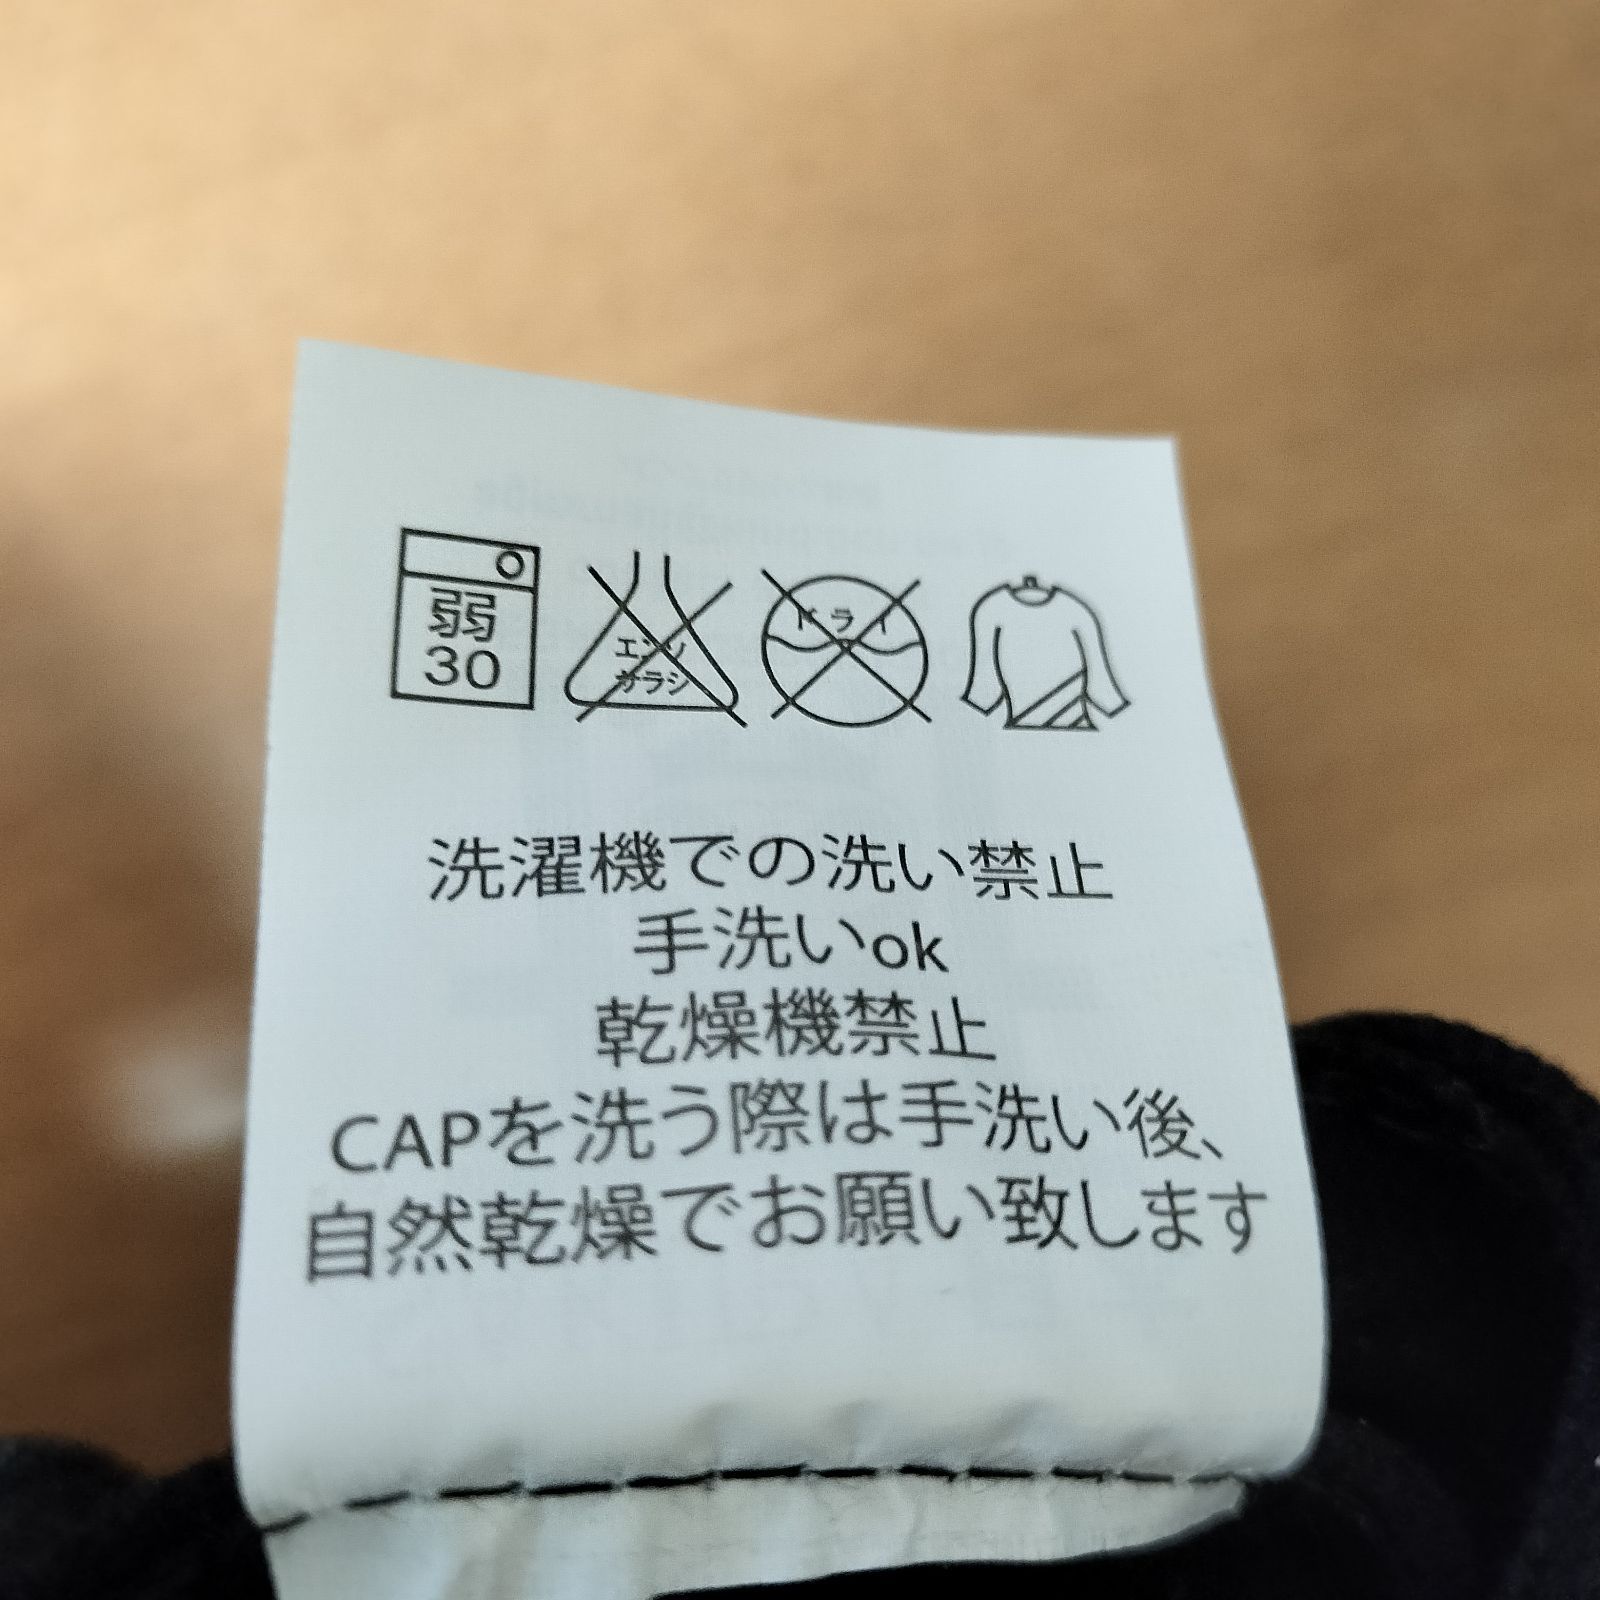 弱
30
エンソ
サラシ
ドライ
洗濯機での洗い禁止
手洗いok
乾燥機禁止
CAPを洗う際は手洗い後、
自然乾燥でお願い致します